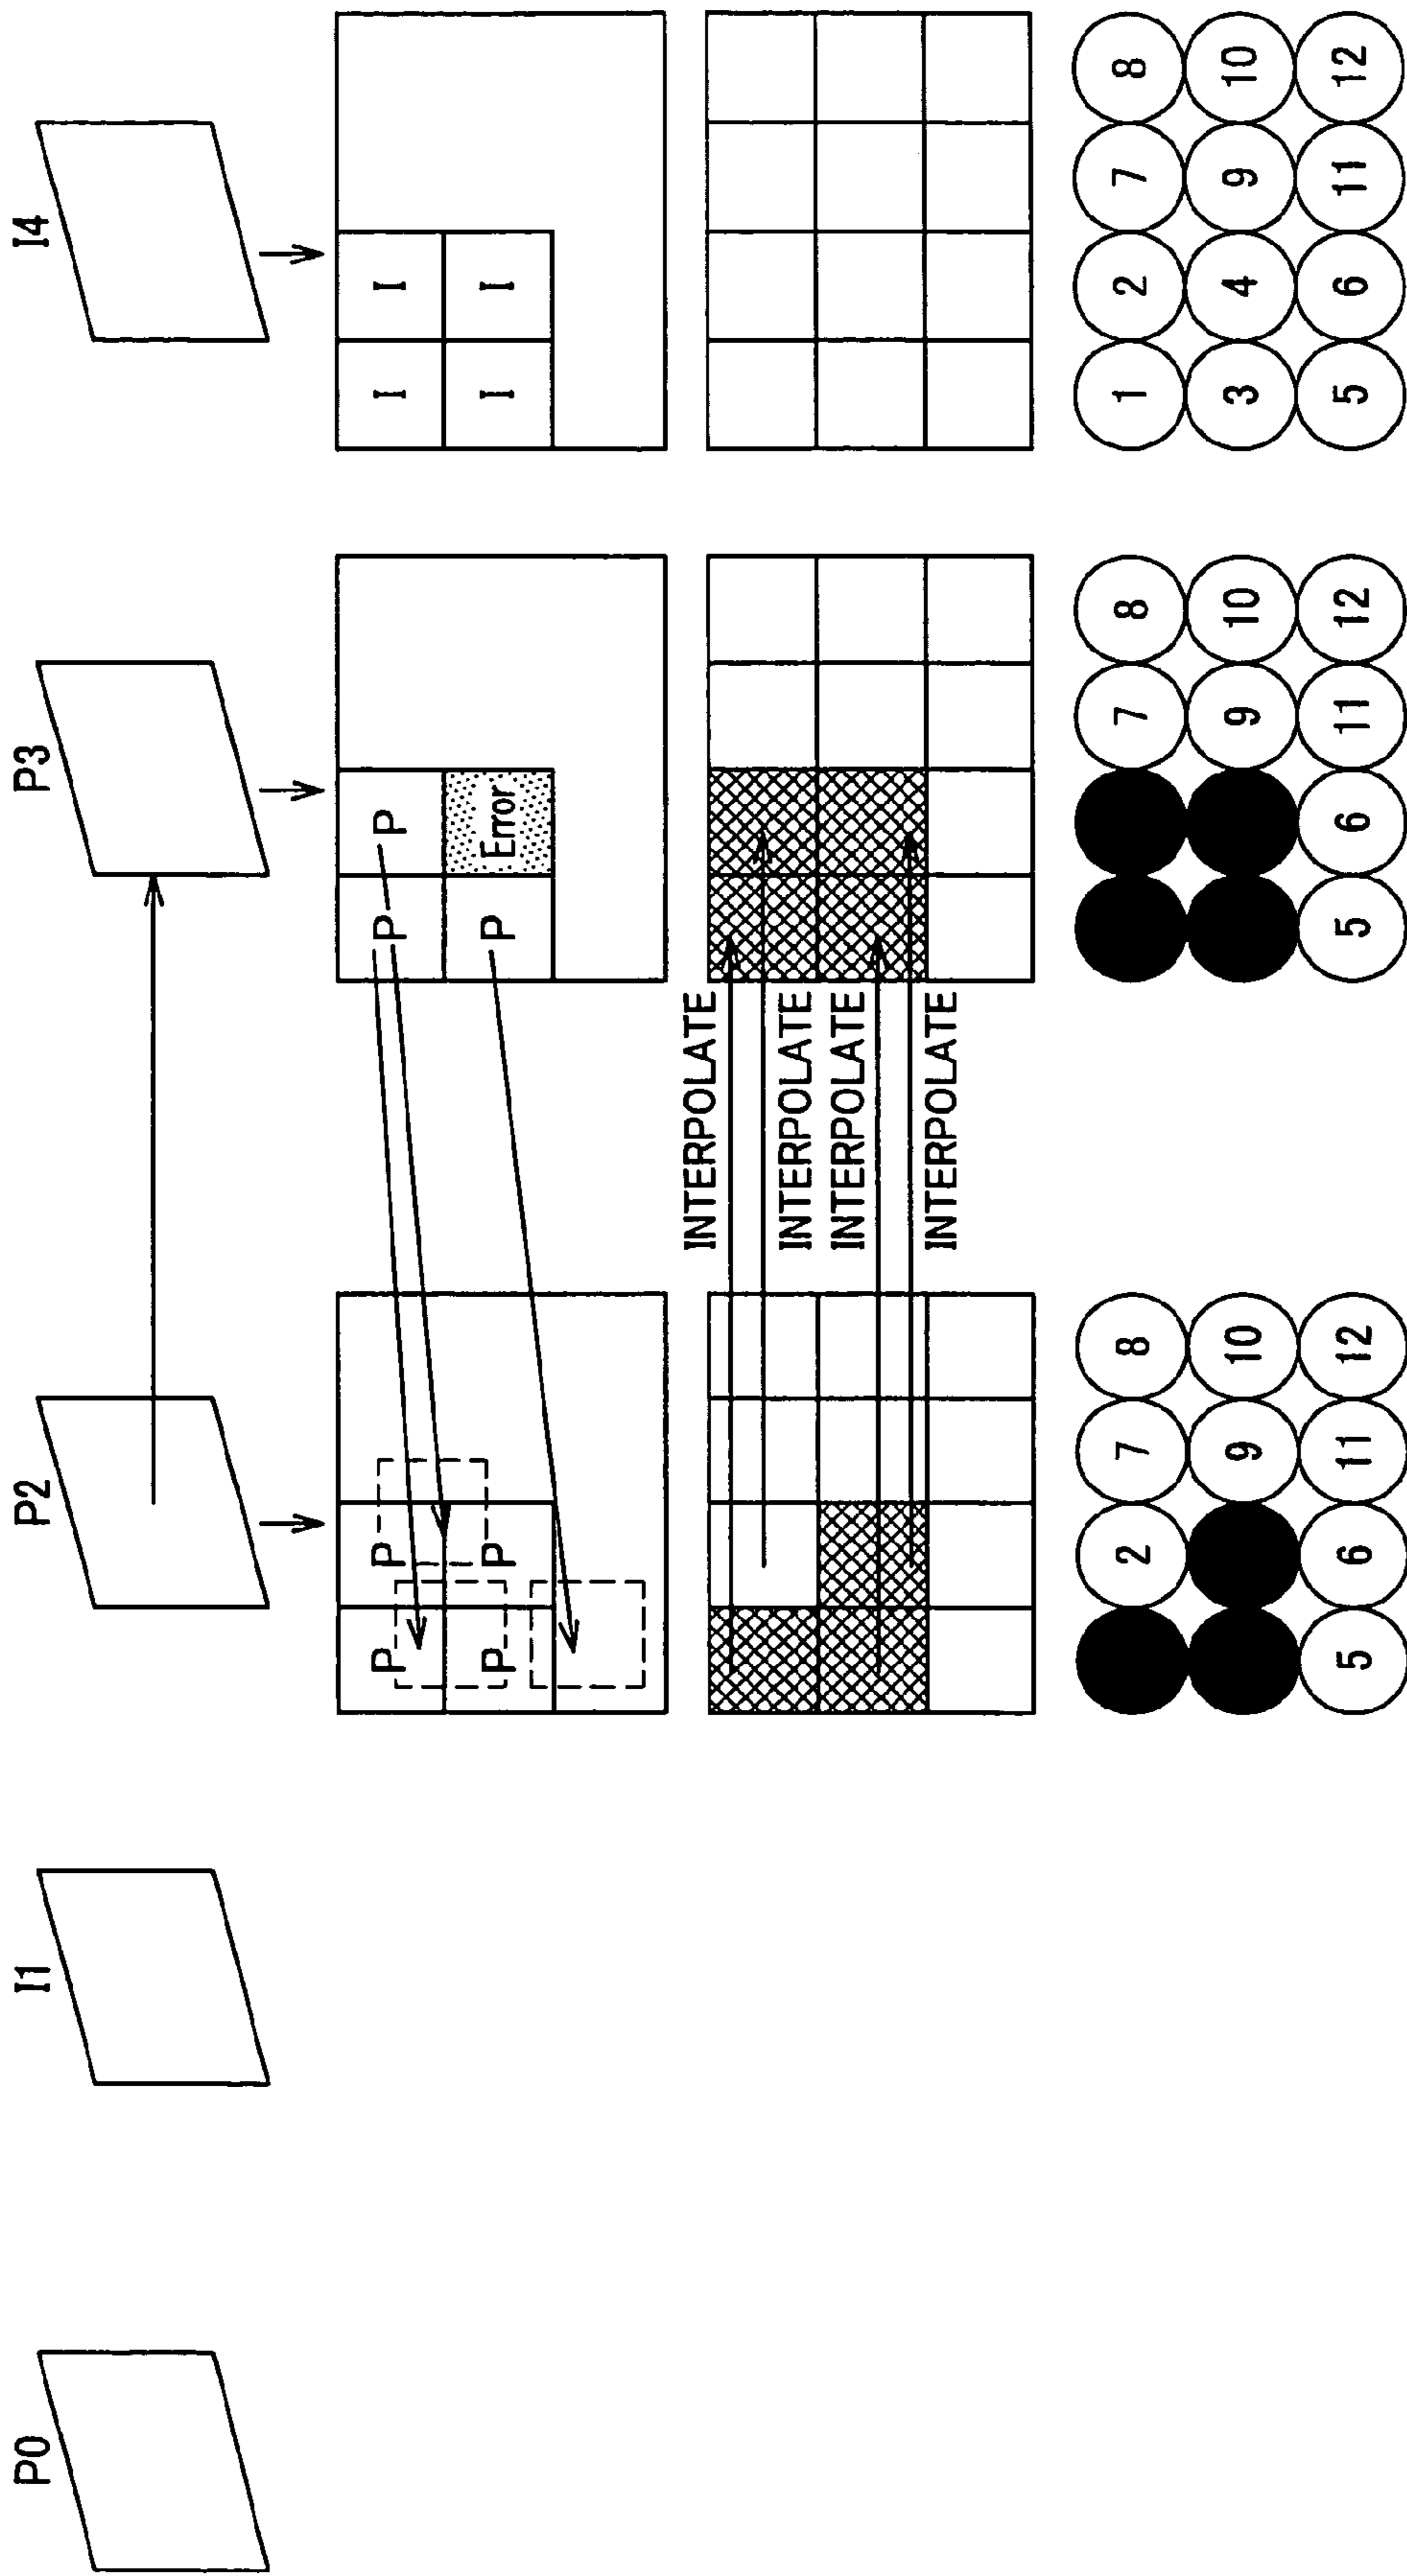 P0 I1 P2 P3 I4
P P P P I I
P P P Error I I
INTERPOLATE
INTERPOLATE
INTERPOLATE
INTERPOLATE
2 7 8 7 8 1 2 7 8
9 10 9 10 3 4 9 10
5 6 11 12 5 6 11 12 5 6 11 12